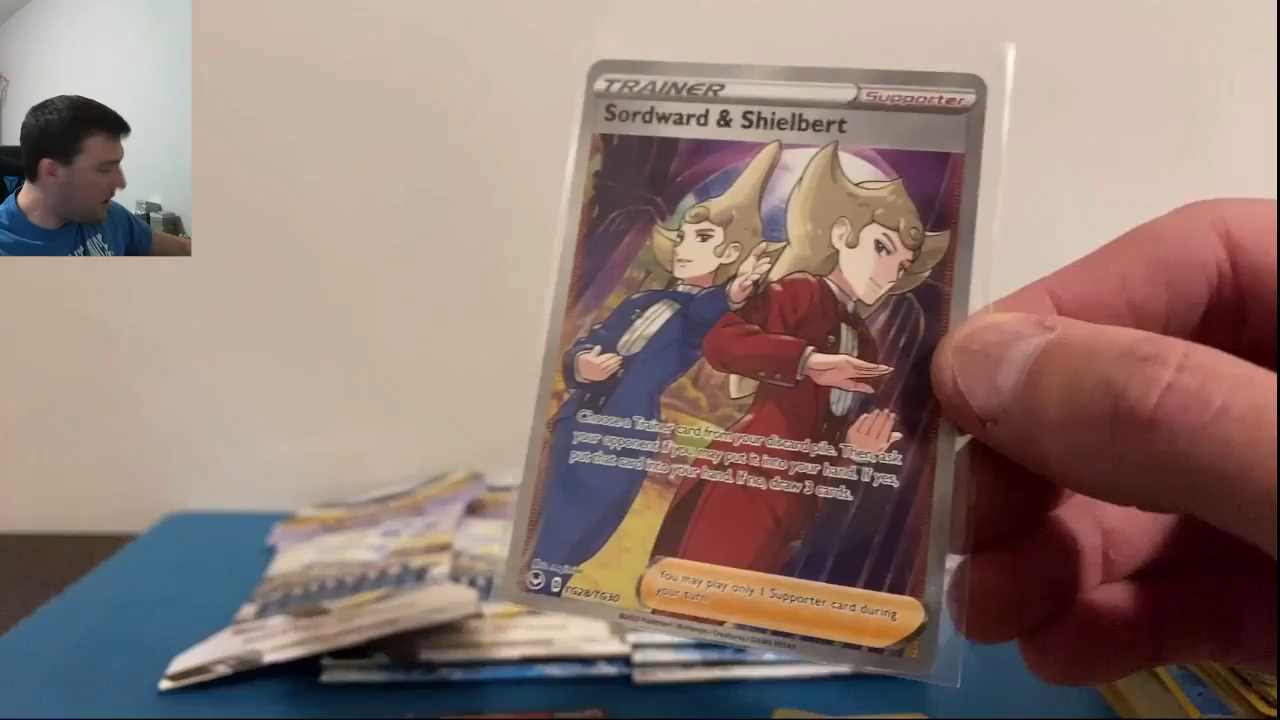 TRAINER
Supporter
Sordward & Shielbert
Choose a Trainer card from your discard pile. Then, ask
your opponent if you may put it into your hand. If yes,
put that card into your hand. If no, draw 3 cards.
You may play only 1 Supporter card during
your turn.
TG28/TG30